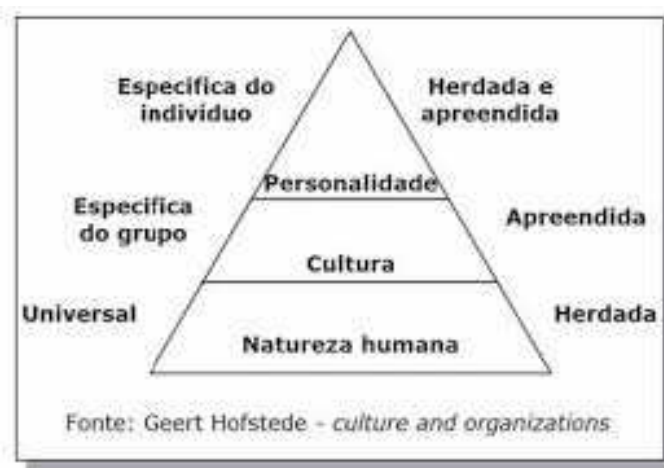 Especifica do
individuo
Herdada e
apreendida
Personalidade
Especifica
do grupo
Apreendida
Cultura
Universal
Herdada
Natureza humana
Fonte: Geert Hofstede - culture and organizations